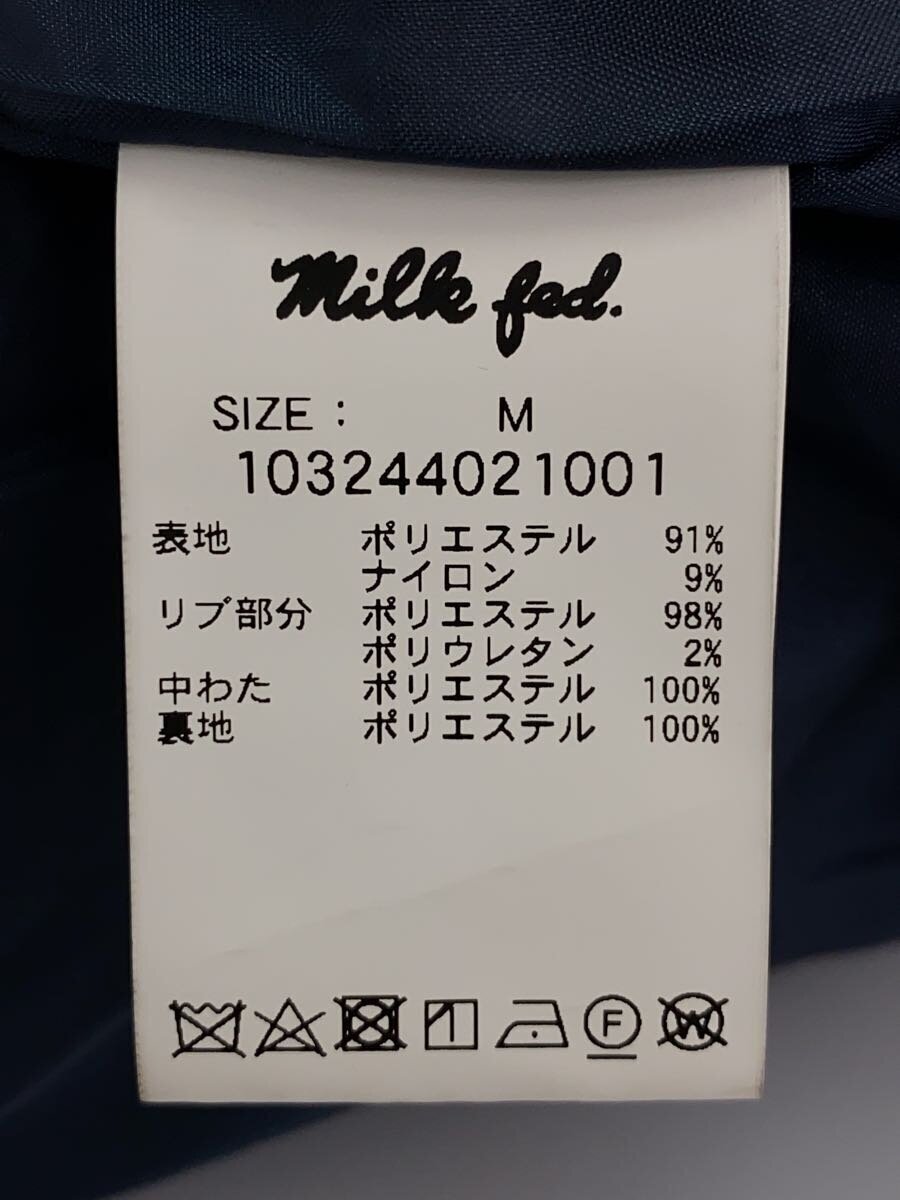 Milk fed.
SIZE : M
103244021001
表地 ポリエステル 91%
ナイロン 9%
リブ部分 ポリエステル 98%
ポリウレタン 2%
中わた ポリエステル 100%
裏地 ポリエステル 100%
F W